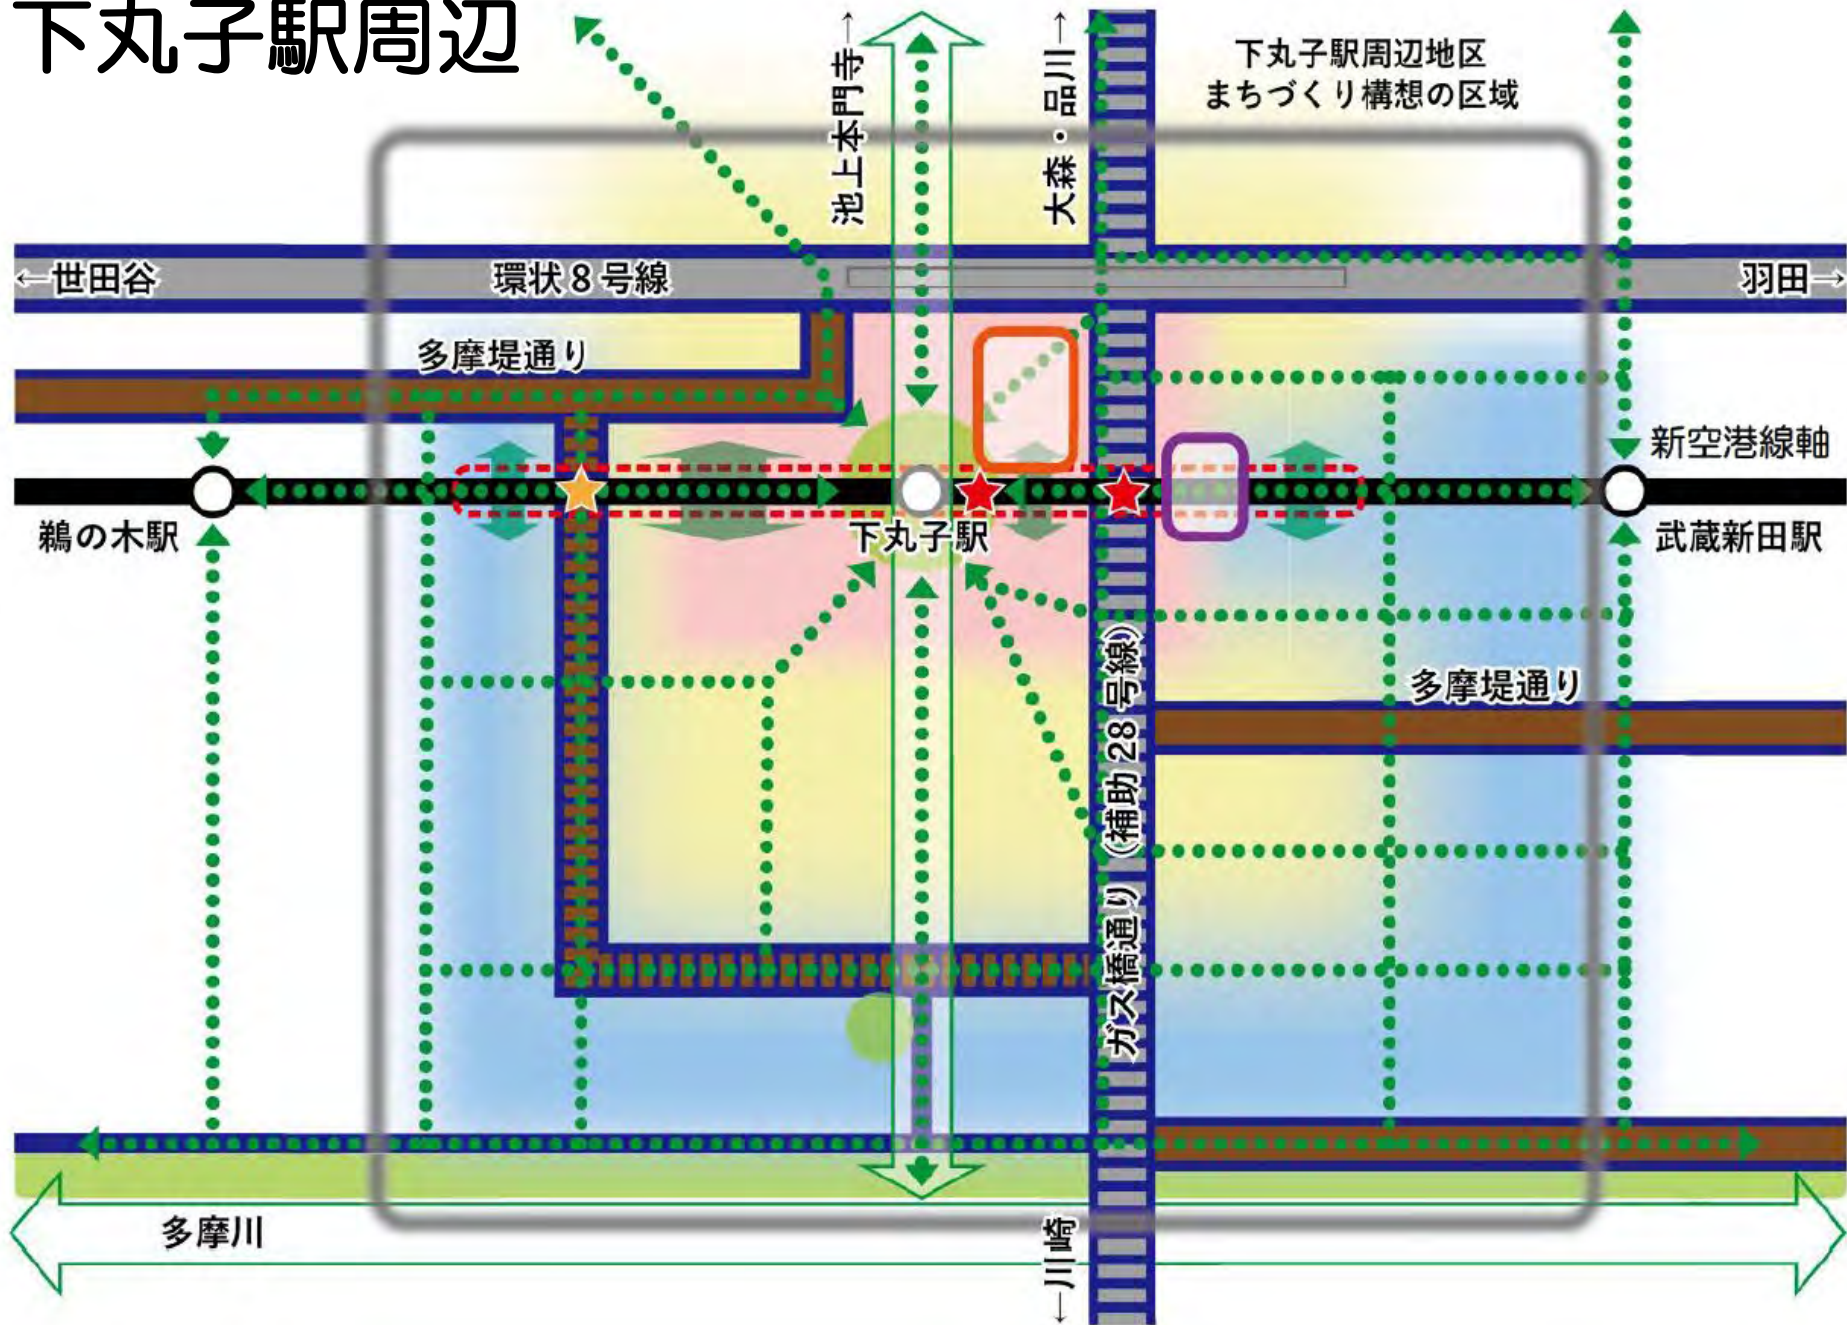 下丸子駅周辺
池上本門寺→
大森・品川→
下丸子駅周辺地区
まちづくり構想の区域
←世田谷
環状8号線
羽田→
多摩堤通り
新空港線軸
鵜の木駅
下丸子駅
武蔵新田駅
多摩堤通り
ガス橋通り（補助28号線）
多摩川
←川崎